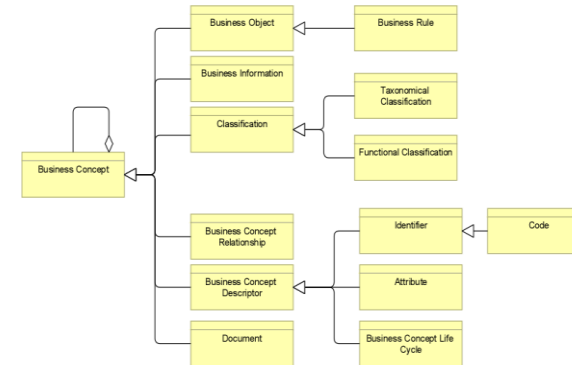 Business Object
Business Rule
Business Information
Taxonomical
Classification
Classification
Functional Classification
Business Concept
Business Concept
Relationship
Identifier
Code
Business Concept
Descriptor
Attribute
Document
Business Concept Life
Cycle